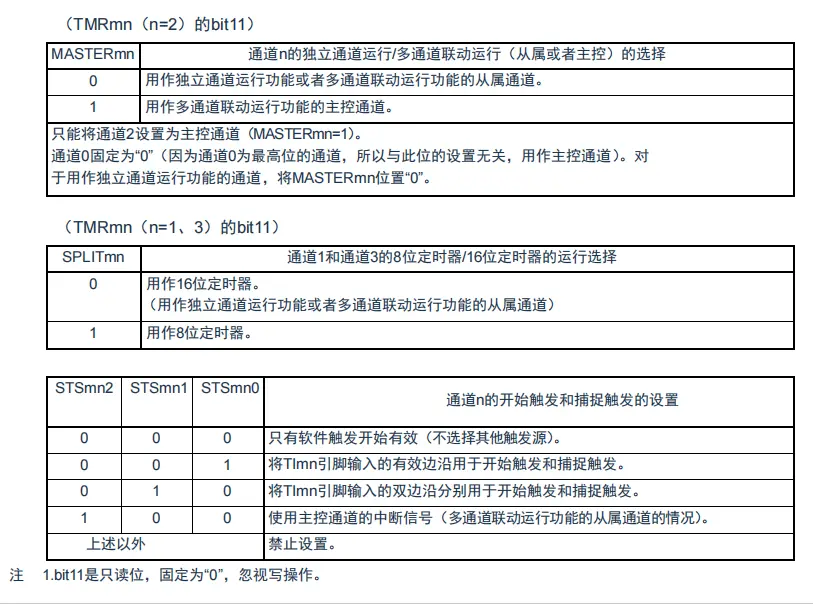 （TMRmn（n=2）的bit11）
MASTERmn 通道n的独立通道运行/多通道联动运行（从属或者主控）的选择
0 用作独立通道运行功能或者多通道联动运行功能的从属通道。
1 用作多通道联动运行功能的主控通道。
只能将通道2设置为主控通道（MASTERmn=1）。
通道0固定为“0”（因为通道0为最高位的通道，所以与此位的设置无关，用作主控通道）。对
于用作独立通道运行功能的通道，将MASTERmn位置“0”。
（TMRmn（n=1、3）的bit11）
SPLITmn 通道1和通道3的8位定时器/16位定时器的运行选择
0 用作16位定时器。
（用作独立通道运行功能或者多通道联动运行功能的从属通道）
1 用作8位定时器。
STSmn2 STSmn1 STSmn0 通道n的开始触发和捕捉触发的设置
0 0 0 只有软件触发开始有效（不选择其他触发源）。
0 0 1 将TImn引脚输入的有效边沿用于开始触发和捕捉触发。
0 1 0 将TImn引脚输入的双边沿分别用于开始触发和捕捉触发。
1 0 0 使用主控通道的中断信号（多通道联动运行功能的从属通道的情况）。
上述以外 禁止设置。
注 1.bit11是只读位，固定为“0”，忽视写操作。